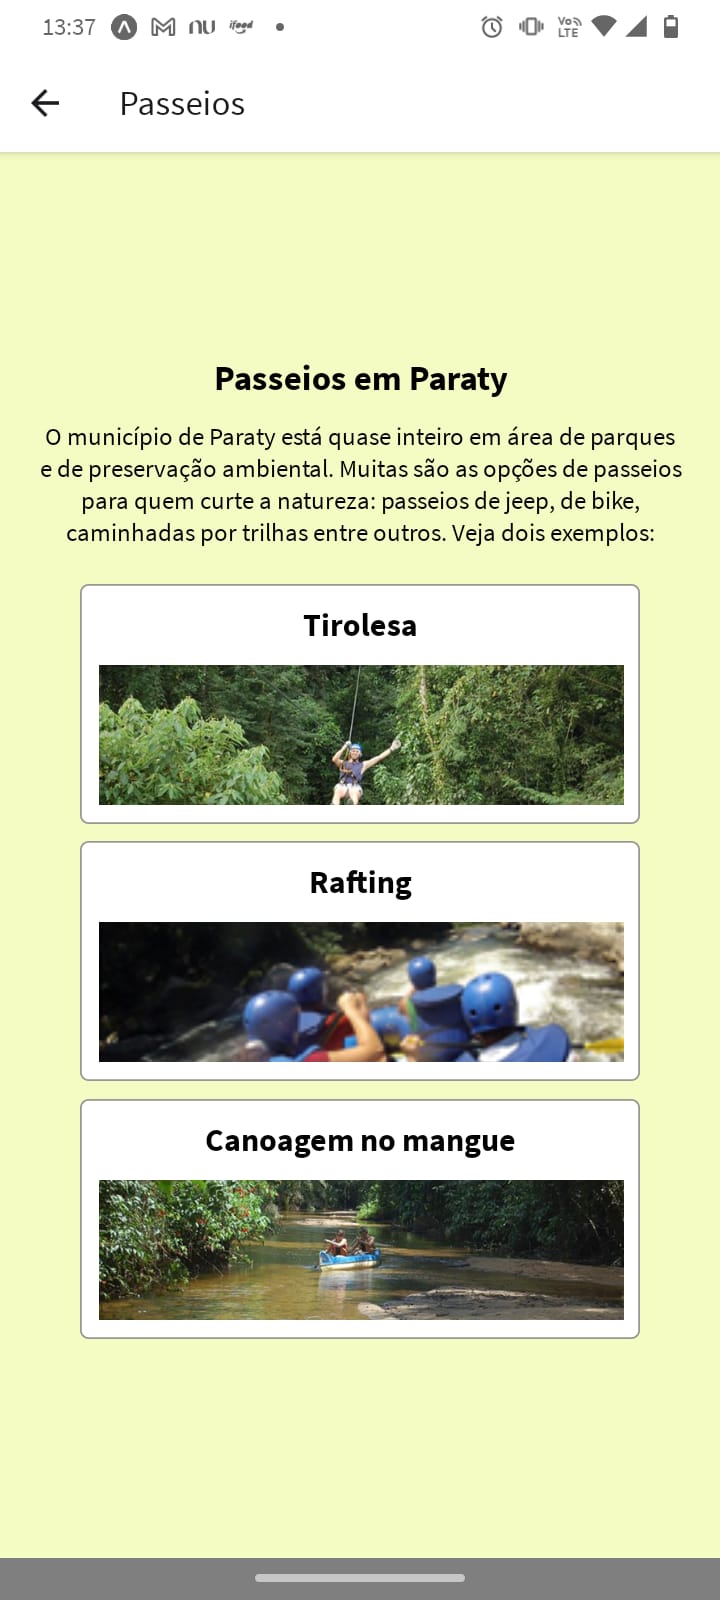 13:37 nu ifood Vo LTE
Passeios
Passeios em Paraty
O município de Paraty está quase inteiro em área de parques
e de preservação ambiental. Muitas são as opções de passeios
para quem curte a natureza: passeios de jeep, de bike,
caminhadas por trilhas entre outros. Veja dois exemplos:
Tirolesa
Rafting
Canoagem no mangue